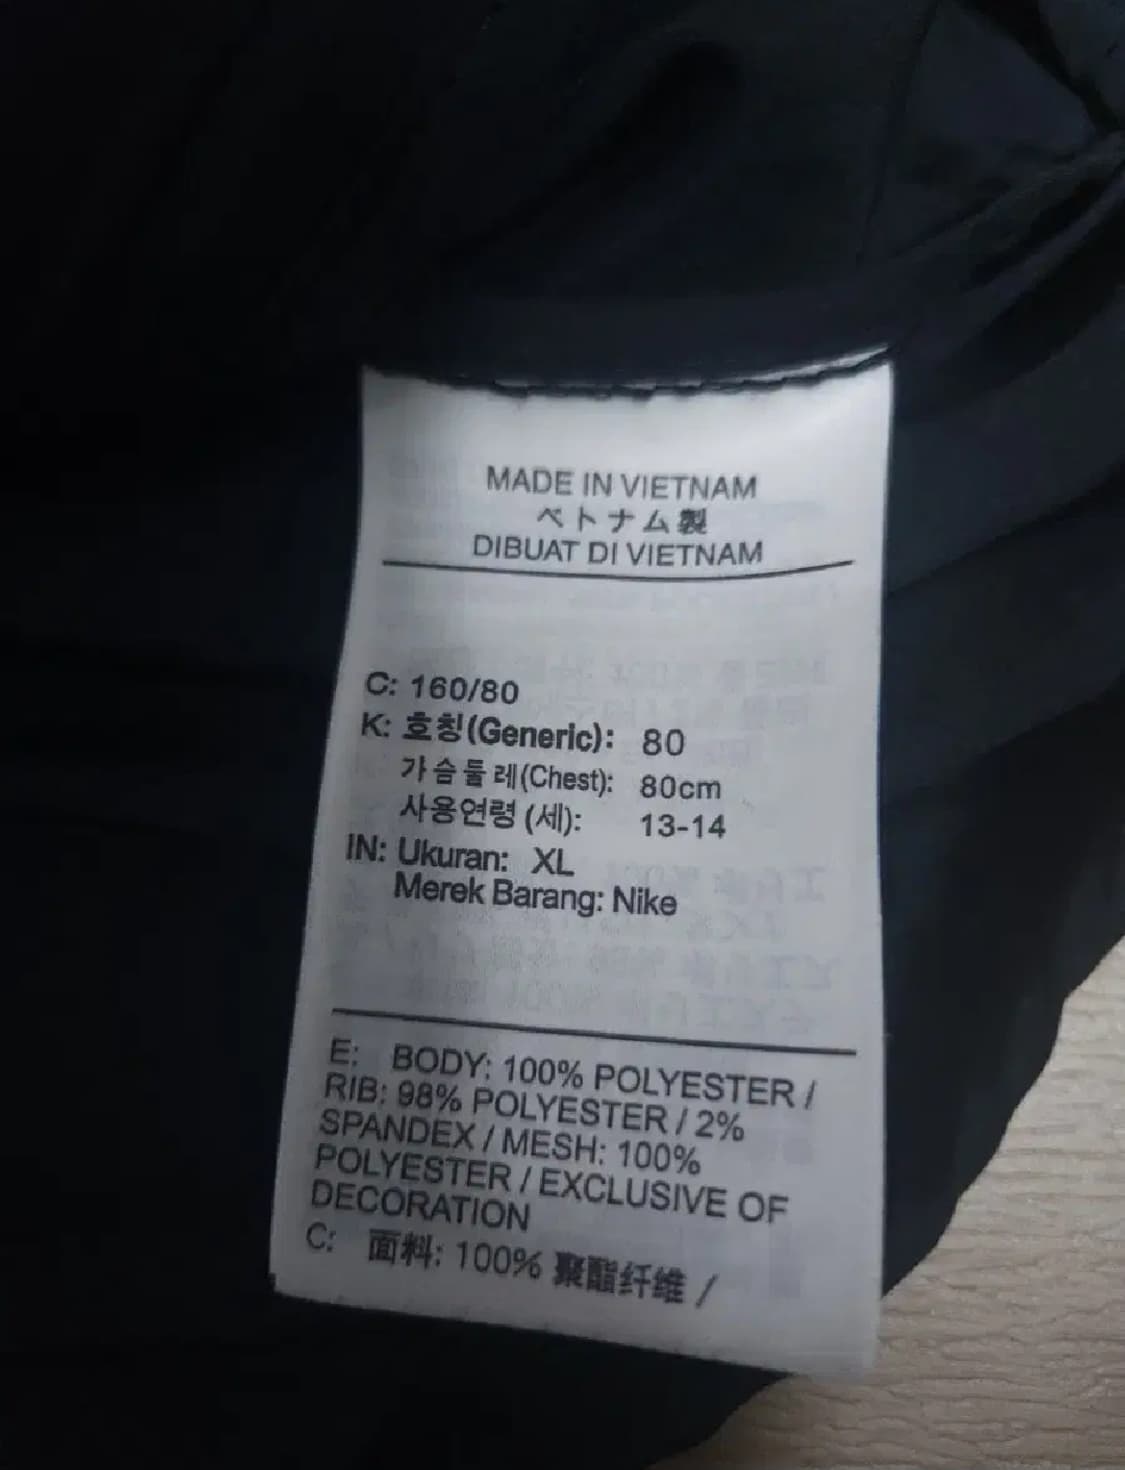 MADE IN VIETNAM
ベトナム製
DIBUAT DI VIETNAM
C: 160/80
K: 호칭(Generic): 80
가슴둘레(Chest): 80cm
사용연령(세): 13-14
IN: Ukuran: XL
Merek Barang: Nike
E: BODY: 100% POLYESTER /
RIB: 98% POLYESTER / 2%
SPANDEX / MESH: 100%
POLYESTER / EXCLUSIVE OF
DECORATION
C: 面料: 100% 聚酯纤维 /